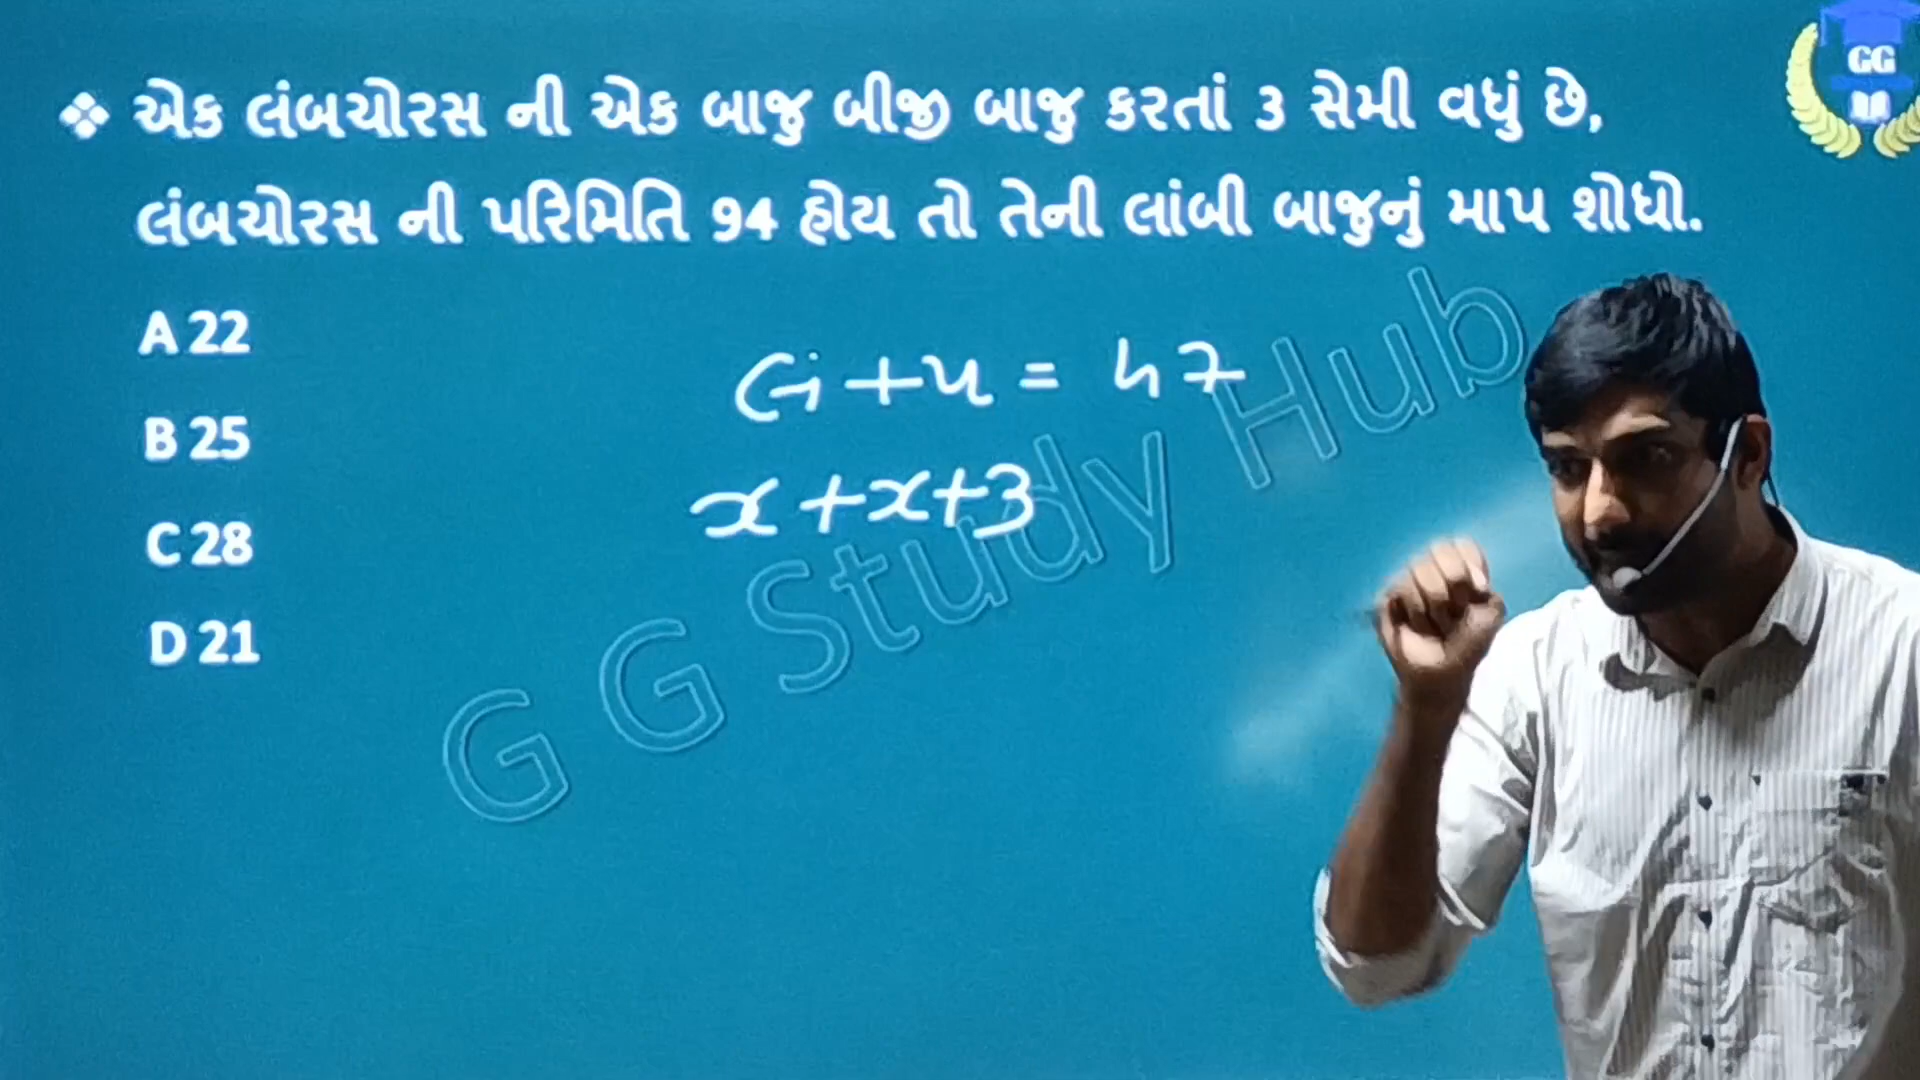 ❖ એક લંબચોરસ ની એક બાજુ બીજી બાજુ કરતાં 3 સેમી વધું છે,
લંબચોરસ ની પરિમિતિ 94 હોય તો તેની લાંબી બાજુનું માપ શોધો.
GG
A 22
B 25
C 28
D 21
લં + પ = 47
x + x + 3
G G Study Hub